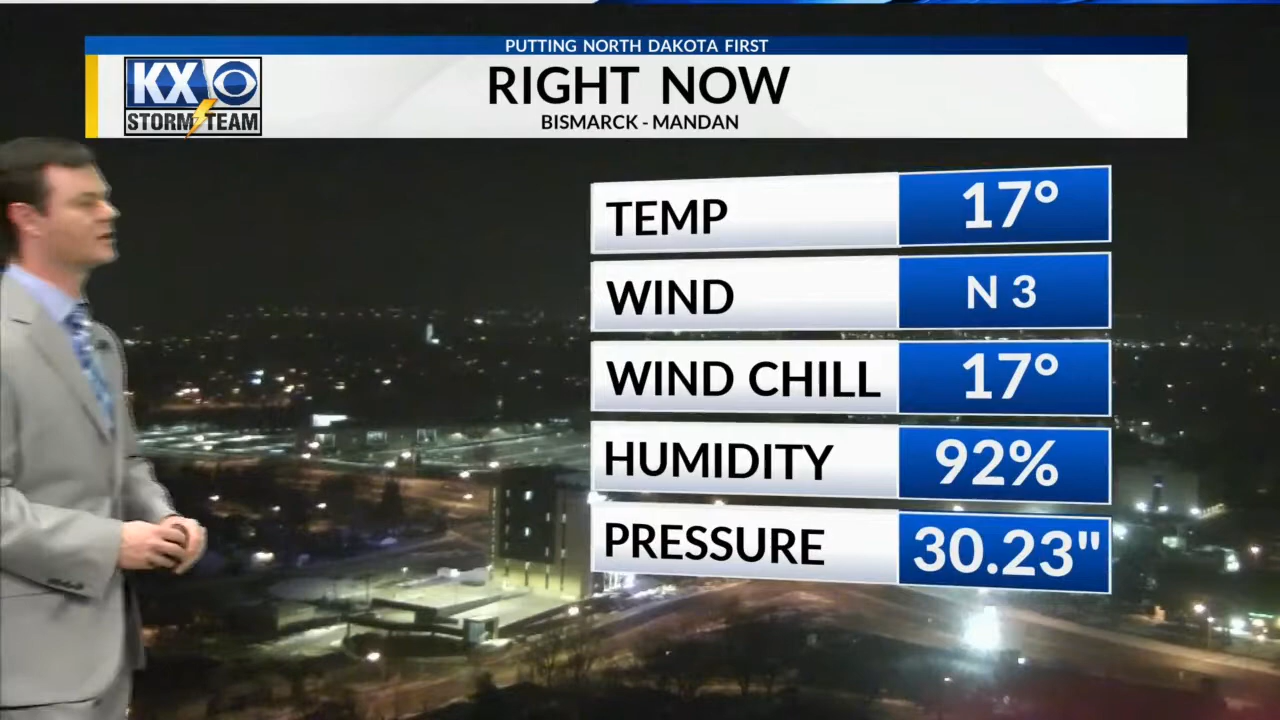 PUTTING NORTH DAKOTA FIRST
KX
STORM TEAM
RIGHT NOW
BISMARCK - MANDAN
TEMP 17°
WIND N 3
WIND CHILL 17°
HUMIDITY 92%
PRESSURE 30.23"